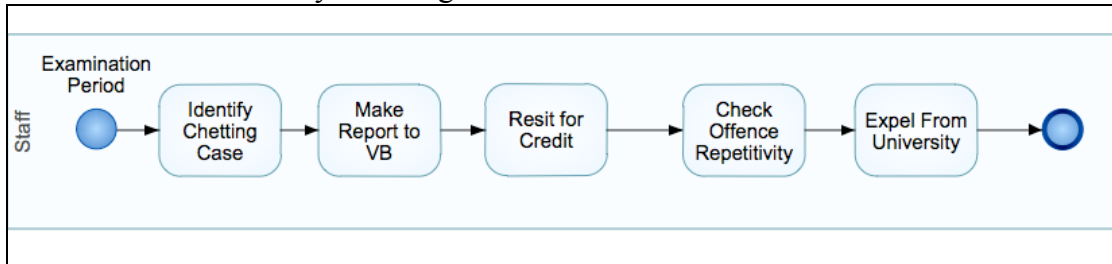 Examination
Period
Staff
Identify
Chetting
Case
Make
Report to
VB
Resit for
Credit
Check
Offence
Repetitivity
Expel From
University